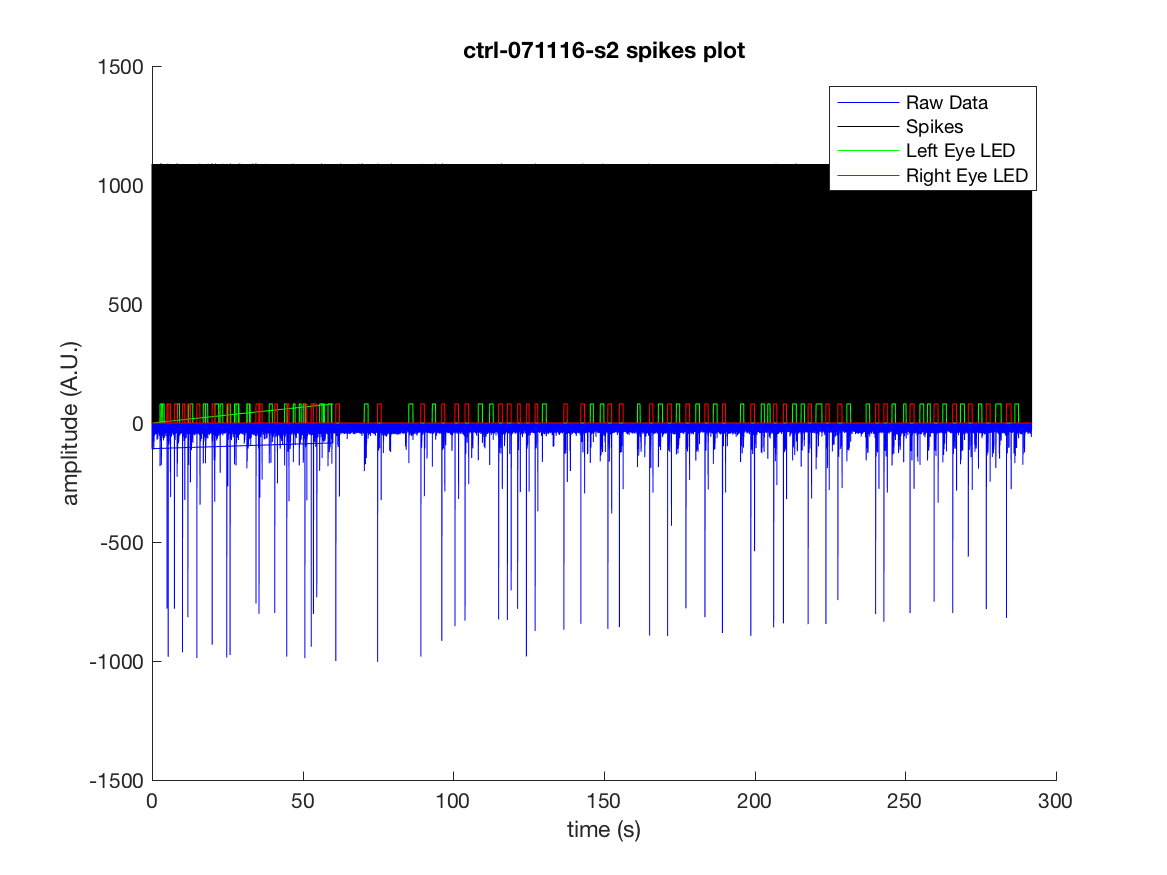 ctrl-071116-s2 spikes plot
1500
1000
500
0
-500
-1000
-1500
amplitude (A.U.)
Raw Data
Spikes
Left Eye LED
Right Eye LED
0
50
100
150
200
250
300
time (s)